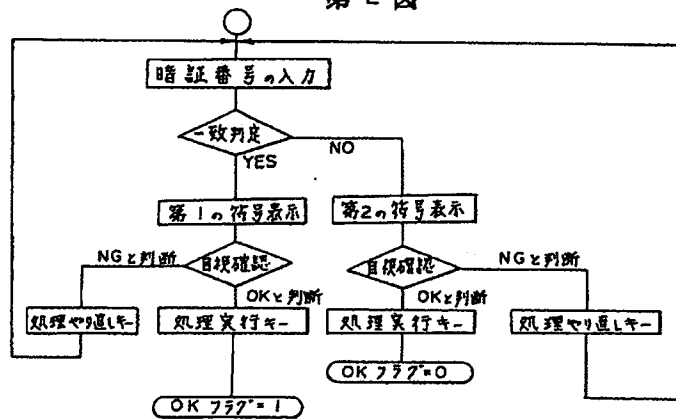 第2図
暗証番号の入力
一致判定
YES
NO
第1の符号表示
第2の符号表示
NGと判断
目視確認
目視確認
NGと判断
OKと判断
OKと判断
処理やり直しキー
処理実行キー
処理実行キー
処理やり直しキー
OKフラグ=0
OKフラグ=1